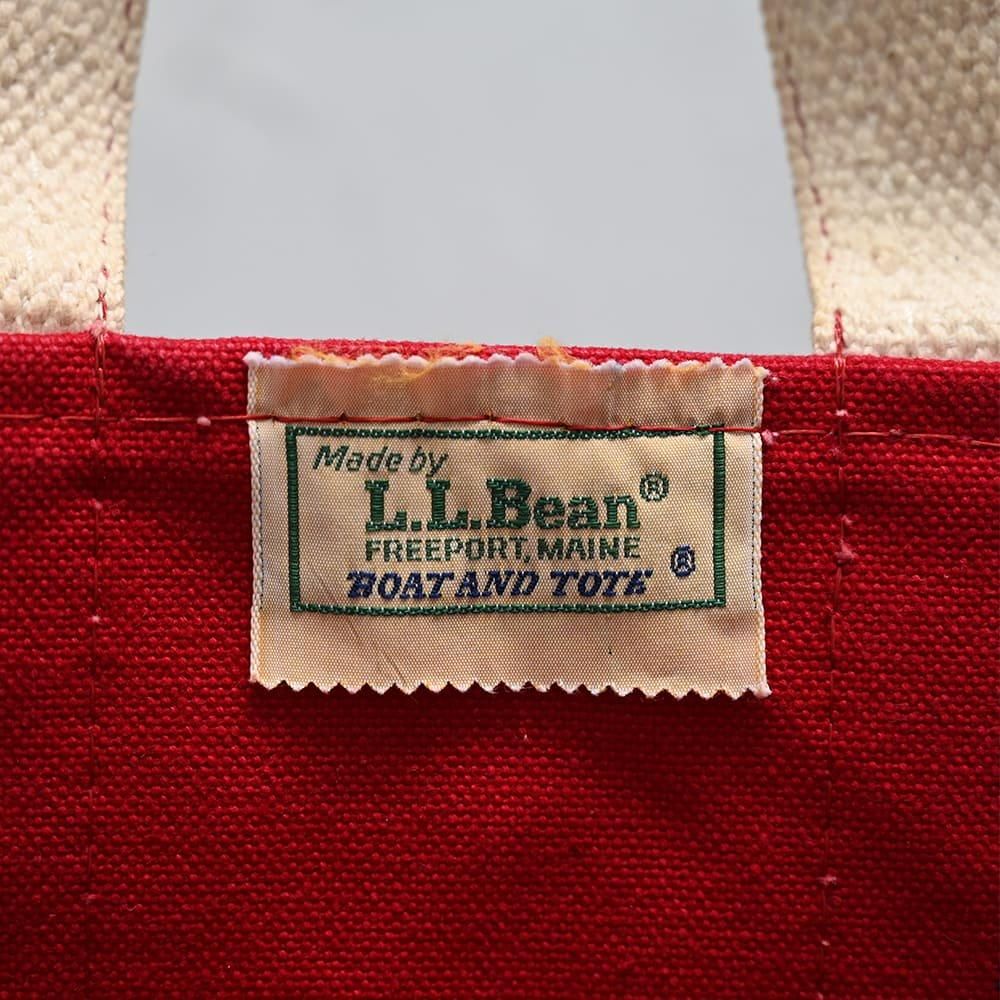 Made by
L.L.Bean®
FREEPORT, MAINE
BOAT AND TOTE ®